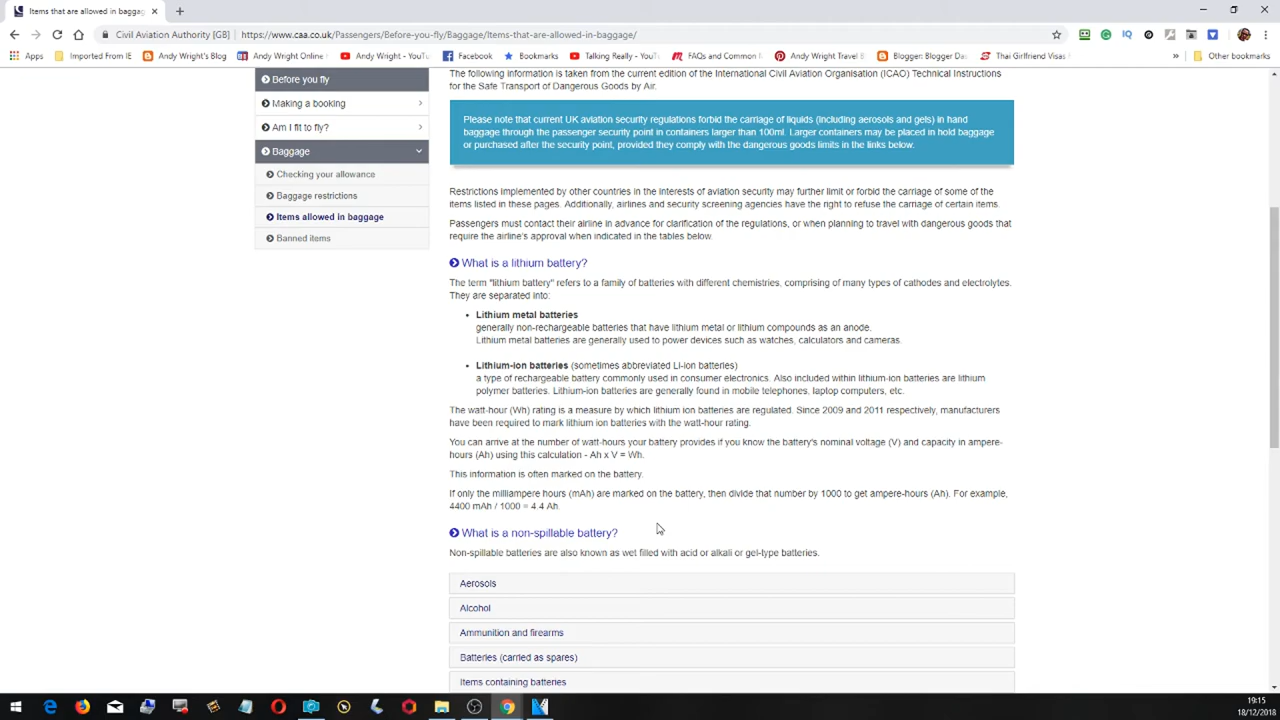 Items that are allowed in baggag
Civil Aviation Authority [GB] https://www.caa.co.uk/Passengers/Before-you-fly/Baggage/Items-that-are-allowed-in-baggage/
Apps Imported From IE Andy Wright's Blog Andy Wright Online Andy Wright - YouTu Facebook Bookmarks Talking Really - YouT FAQs and Common Andy Wright Travel B Blogger: Blogger Das Thai Girlfriend Visas » Other bookmarks
Before you fly
Making a booking
Am I fit to fly?
Baggage
Checking your allowance
Baggage restrictions
Items allowed in baggage
Banned items
The following information is taken from the current edition of the International Civil Aviation Organisation (ICAO) Technical Instructions
for the Safe Transport of Dangerous Goods by Air.
Please note that current UK aviation security regulations forbid the carriage of liquids (including aerosols and gels) in hand
baggage through the passenger security point in containers larger than 100ml. Larger containers may be placed in hold baggage
or purchased after the security point, provided they comply with the dangerous goods limits in the links below.
Restrictions implemented by other countries in the interests of aviation security may further limit or forbid the carriage of some of the
items listed in these pages. Additionally, airlines and security screening agencies have the right to refuse the carriage of certain items.
Passengers must contact their airline in advance for clarification of the regulations, or when planning to travel with dangerous goods that
require the airline's approval when indicated in the tables below.
What is a lithium battery?
The term "lithium battery" refers to a family of batteries with different chemistries, comprising of many types of cathodes and electrolytes.
They are separated into:
• Lithium metal batteries
generally non-rechargeable batteries that have lithium metal or lithium compounds as an anode.
Lithium metal batteries are generally used to power devices such as watches, calculators and cameras.
• Lithium-ion batteries (sometimes abbreviated Li-ion batteries)
a type of rechargeable battery commonly used in consumer electronics. Also included within lithium-ion batteries are lithium
polymer batteries. Lithium-ion batteries are generally found in mobile telephones, laptop computers, etc.
The watt-hour (Wh) rating is a measure by which lithium ion batteries are regulated. Since 2009 and 2011 respectively, manufacturers
have been required to mark lithium ion batteries with the watt-hour rating.
You can arrive at the number of watt-hours your battery provides if you know the battery's nominal voltage (V) and capacity in ampere-
hours (Ah) using this calculation - Ah x V = Wh.
This information is often marked on the battery.
If only the milliampere hours (mAh) are marked on the battery, then divide that number by 1000 to get ampere-hours (Ah). For example,
4400 mAh / 1000 = 4.4 Ah.
What is a non-spillable battery?
Non-spillable batteries are also known as wet filled with acid or alkali or gel-type batteries.
Aerosols
Alcohol
Ammunition and firearms
Batteries (carried as spares)
Items containing batteries
19:15
18/12/2018